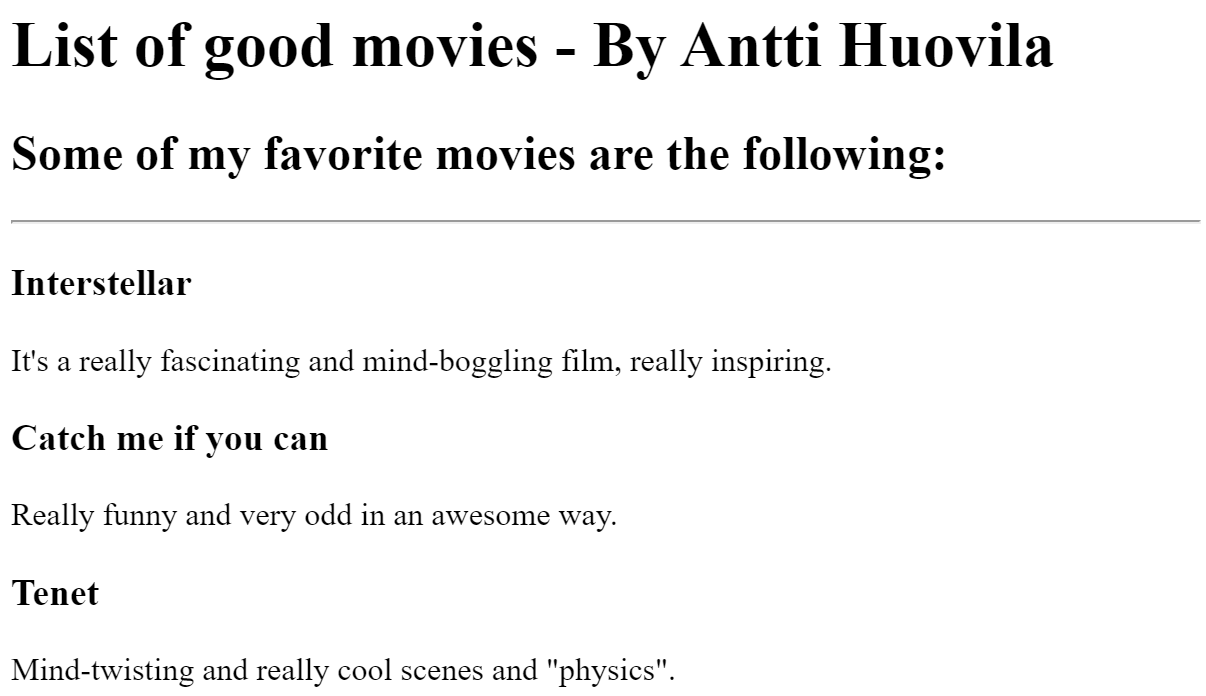 List of good movies - By Antti Huovila
Some of my favorite movies are the following:
Interstellar
It's a really fascinating and mind-boggling film, really inspiring.
Catch me if you can
Really funny and very odd in an awesome way.
Tenet
Mind-twisting and really cool scenes and "physics".